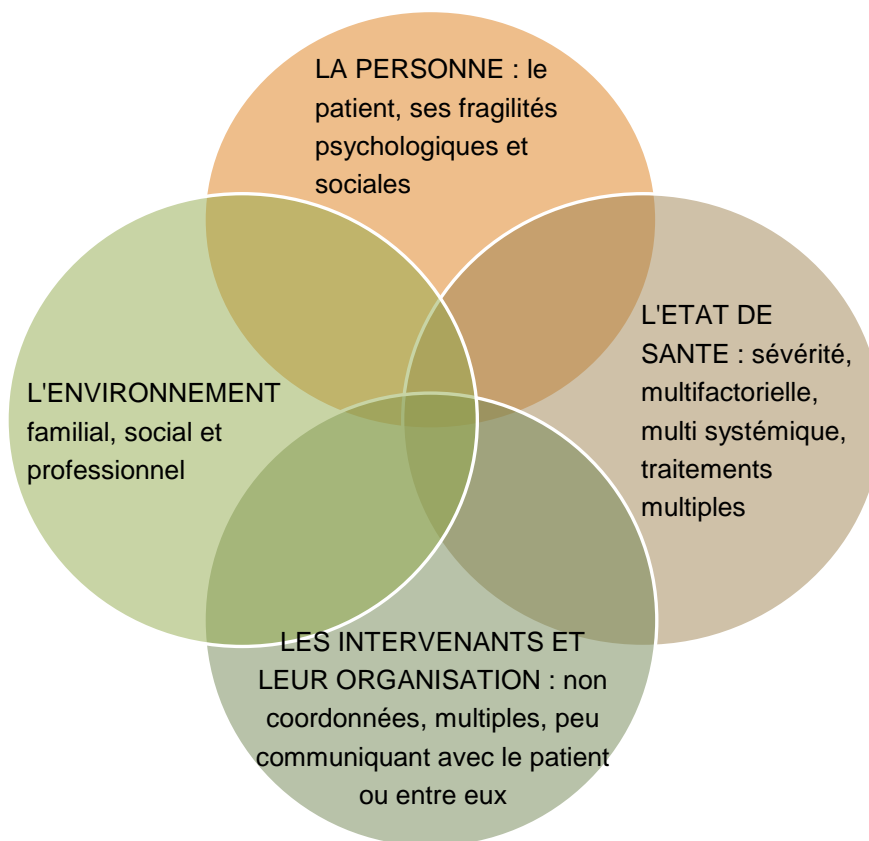 LA PERSONNE : le
patient, ses fragilités
psychologiques et
sociales
L'ENVIRONNEMENT
familial, social et
professionnel
L'ETAT DE
SANTE : sévérité,
multifactorielle,
multi systémique,
traitements
multiples
LES INTERVENANTS ET
LEUR ORGANISATION : non
coordonnées, multiples, peu
communiquant avec le patient
ou entre eux